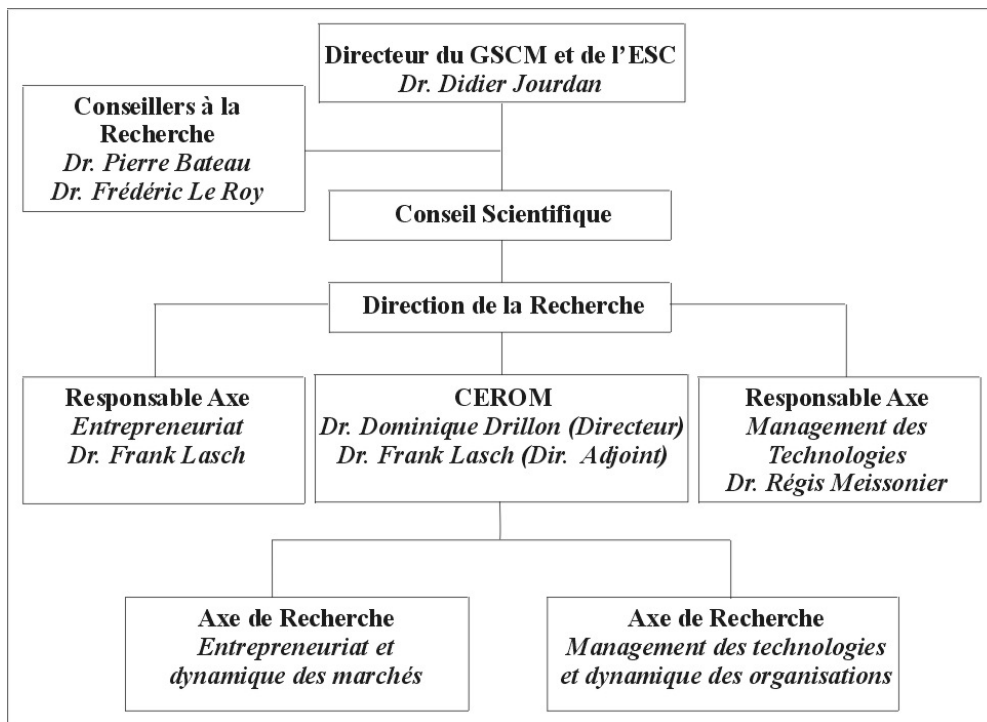 Directeur du GSCM et de l'ESC
Dr. Didier Jourdan
Conseillers à la
Recherche
Dr. Pierre Bateau
Dr. Frédéric Le Roy
Conseil Scientifique
Direction de la Recherche
Responsable Axe
Entrepreneuriat
Dr. Frank Lasch
CEROM
Dr. Dominique Drillon (Directeur)
Dr. Frank Lasch (Dir. Adjoint)
Responsable Axe
Management des
Technologies
Dr. Régis Meissonier
Axe de Recherche
Entrepreneuriat et
dynamique des marchés
Axe de Recherche
Management des technologies
et dynamique des organisations